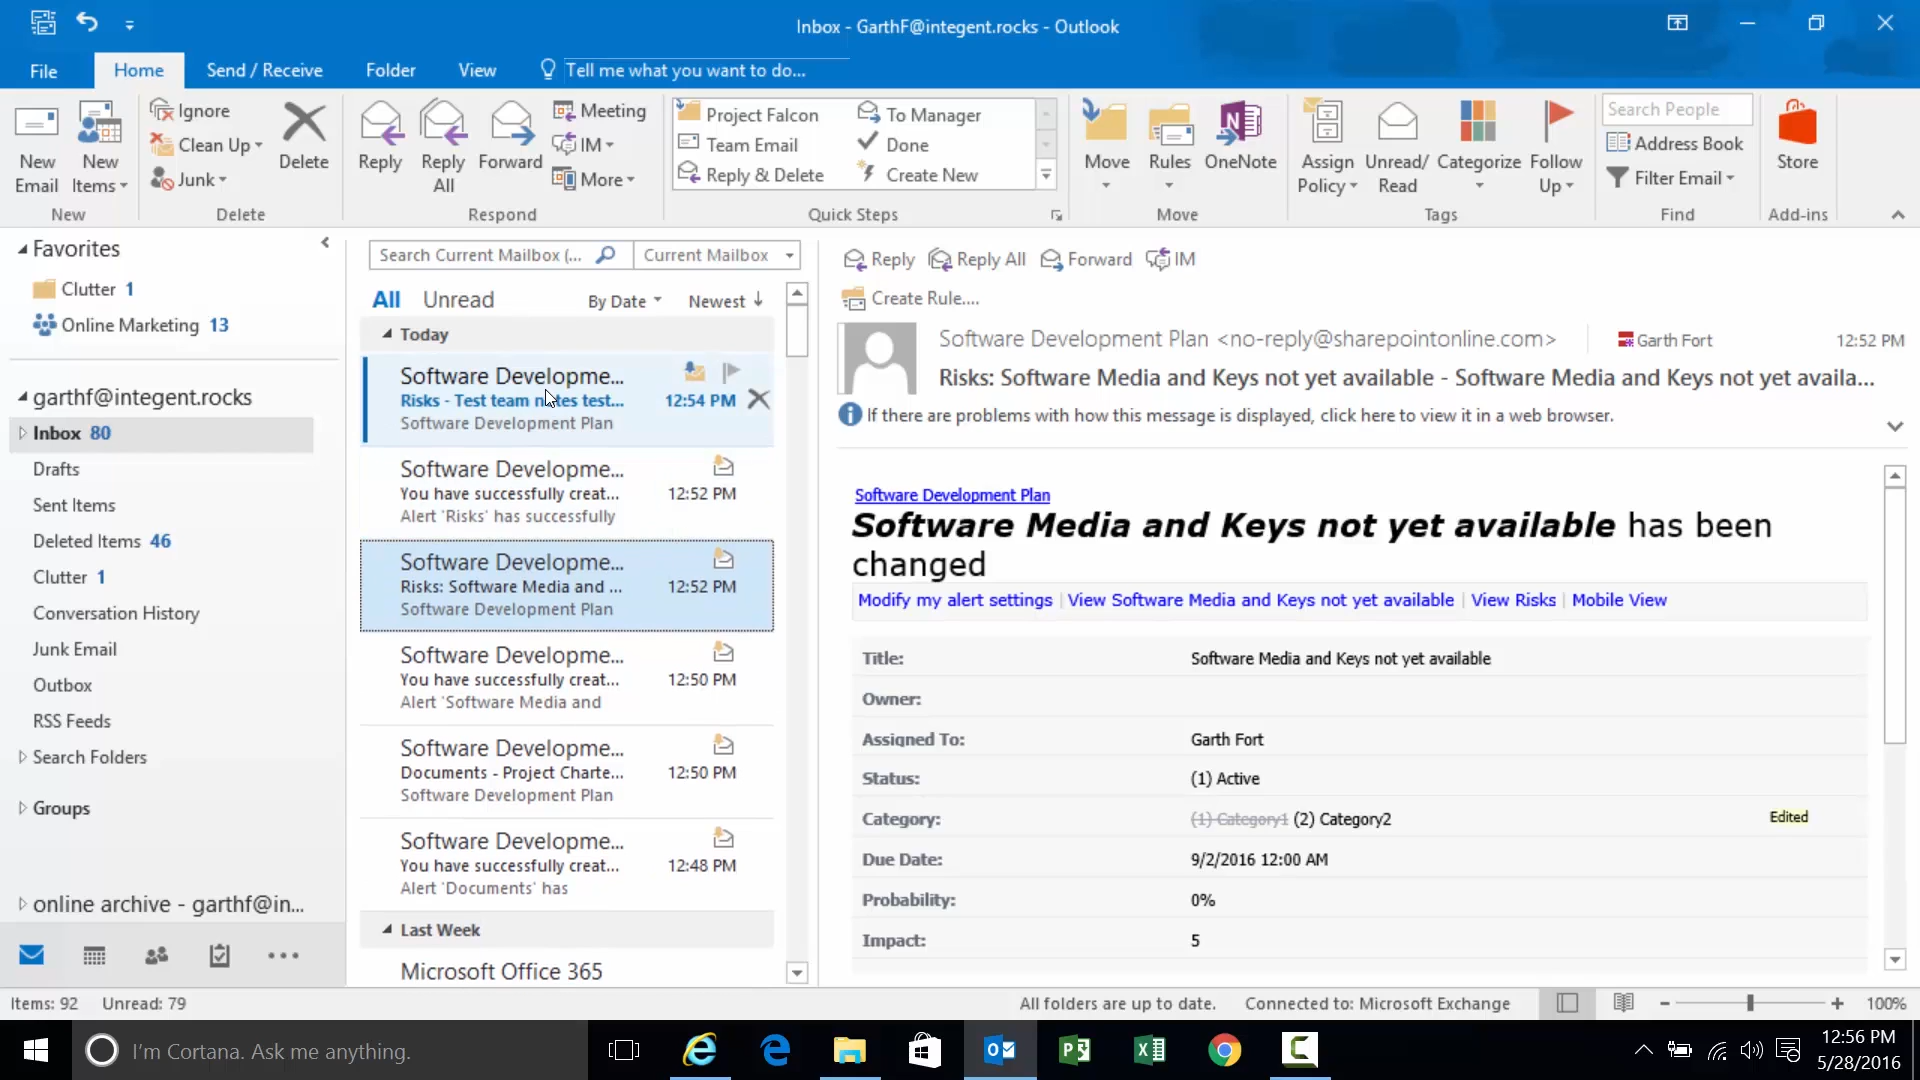 Inbox - GarthF@integent.rocks - Outlook
File Home Send / Receive Folder View Tell me what you want to do...
New Email
New Items
New
Ignore
Clean Up
Junk
Delete
Delete
Reply
Reply All
Forward
Meeting
IM
More
Respond
Project Falcon
Team Email
Reply & Delete
To Manager
Done
Create New
Quick Steps
Move
Rules
OneNote
Move
Assign Policy
Unread/ Read
Categorize
Follow Up
Tags
Search People
Address Book
Filter Email
Find
Store
Add-ins
Favorites
Clutter 1
Online Marketing 13
garthf@integent.rocks
Inbox 80
Drafts
Sent Items
Deleted Items 46
Clutter 1
Conversation History
Junk Email
Outbox
RSS Feeds
Search Folders
Groups
online archive - garthf@in...
Search Current Mailbox (... Current Mailbox
All Unread By Date Newest
Today
Software Developme...
Risks - Test team notes test... 12:54 PM
Software Development Plan
Software Developme...
You have successfully creat... 12:52 PM
Alert 'Risks' has successfully
Software Developme...
Risks: Software Media and ... 12:52 PM
Software Development Plan
Software Developme...
You have successfully creat... 12:50 PM
Alert 'Software Media and
Software Developme...
Documents - Project Charte... 12:50 PM
Software Development Plan
Software Developme...
You have successfully creat... 12:48 PM
Alert 'Documents' has
Last Week
Microsoft Office 365
Reply Reply All Forward IM
Create Rule....
Software Development Plan <no-reply@sharepointonline.com> Garth Fort 12:52 PM
Risks: Software Media and Keys not yet available - Software Media and Keys not yet availa...
If there are problems with how this message is displayed, click here to view it in a web browser.
Software Development Plan
Software Media and Keys not yet available has been
changed
Modify my alert settings | View Software Media and Keys not yet available | View Risks | Mobile View
Title: Software Media and Keys not yet available
Owner:
Assigned To: Garth Fort
Status: (1) Active
Category: (1) Category1 (2) Category2 Edited
Due Date: 9/2/2016 12:00 AM
Probability: 0%
Impact: 5
Items: 92 Unread: 79 All folders are up to date. Connected to: Microsoft Exchange 100%
I'm Cortana. Ask me anything.
12:56 PM
5/28/2016